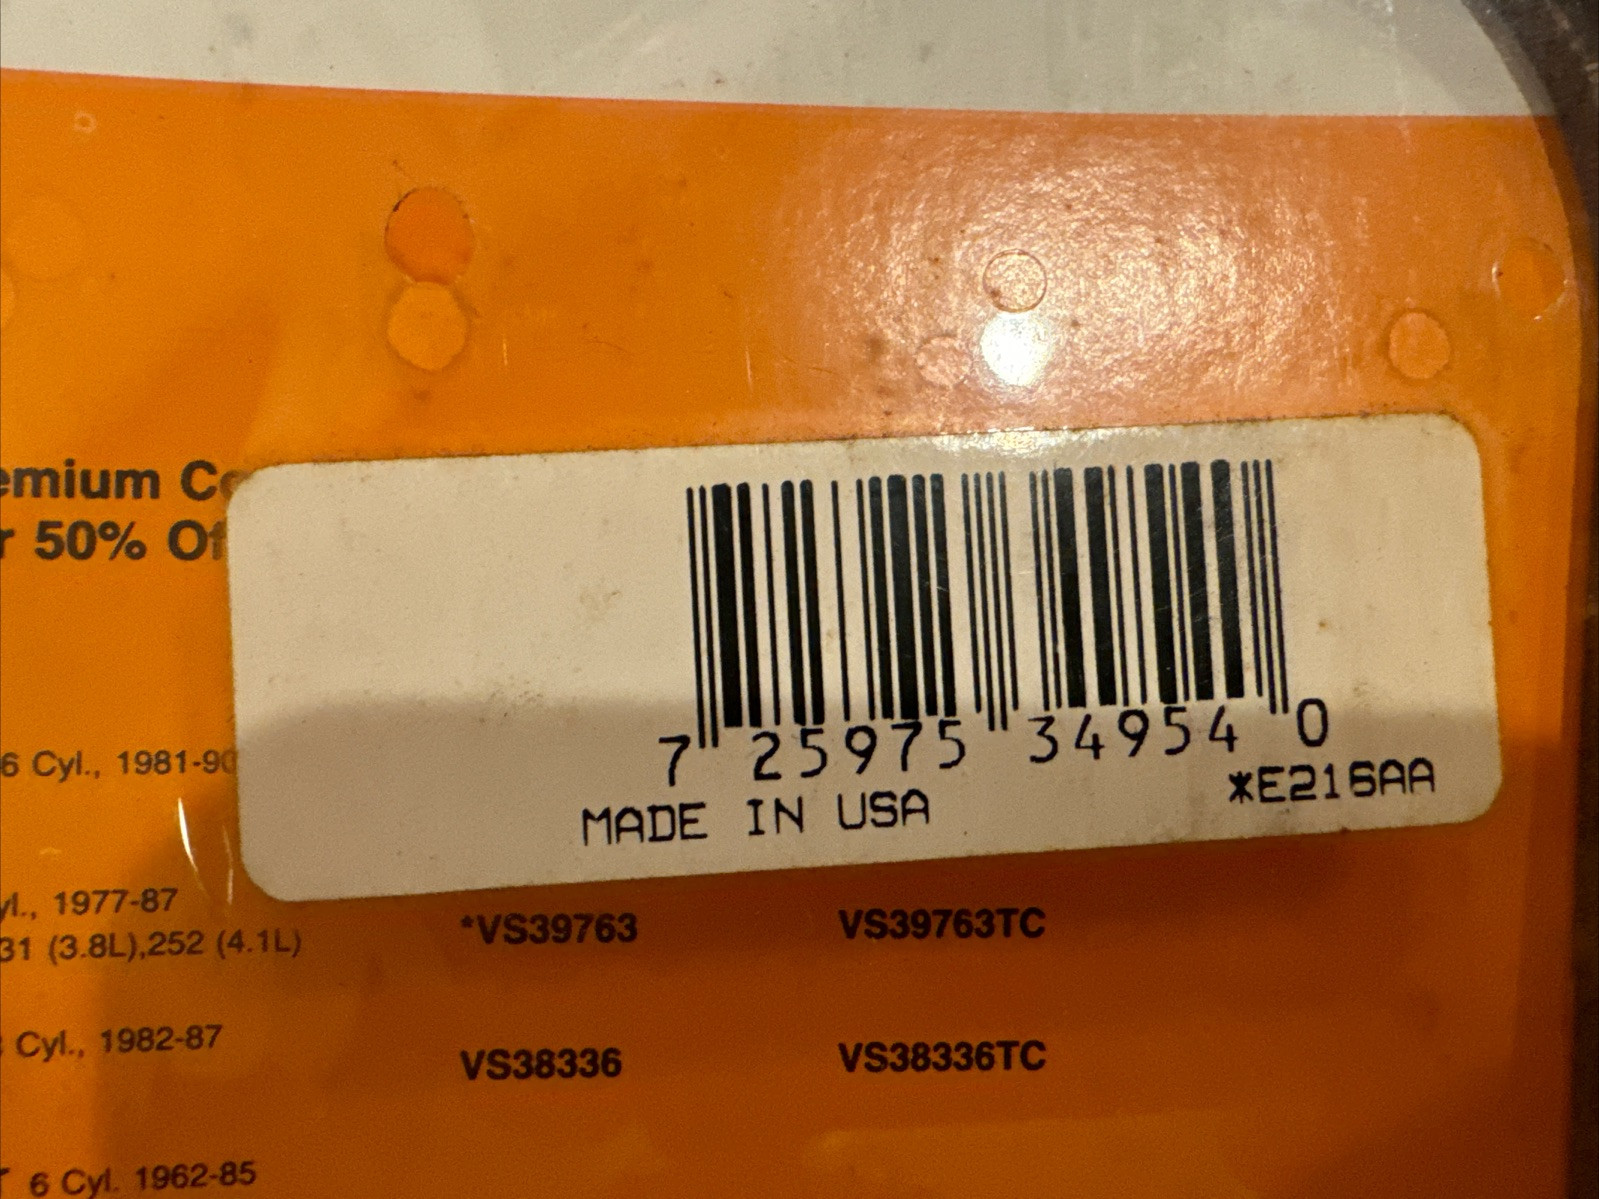 emium Co
r 50% Of
6 Cyl., 1981-90
7 25975 34954 0
*E216AA
MADE IN USA
yl., 1977-87
31 (3.8L),252 (4.1L) *VS39763 VS39763TC
Cyl., 1982-87
VS38336 VS38336TC
6 Cyl. 1962-85